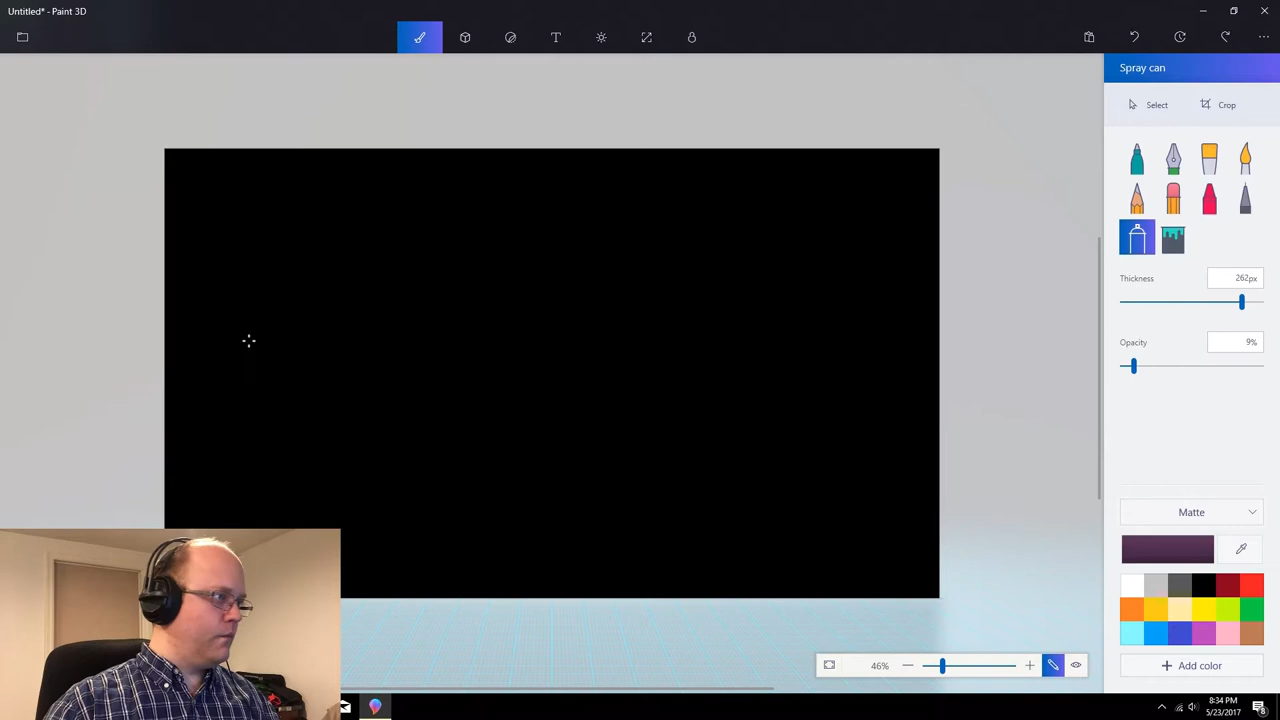 Untitled* - Paint 3D
Spray can
Select
Crop
Thickness
262px
Opacity
9%
Matte
Add color
46%
8:34 PM
5/23/2017
8